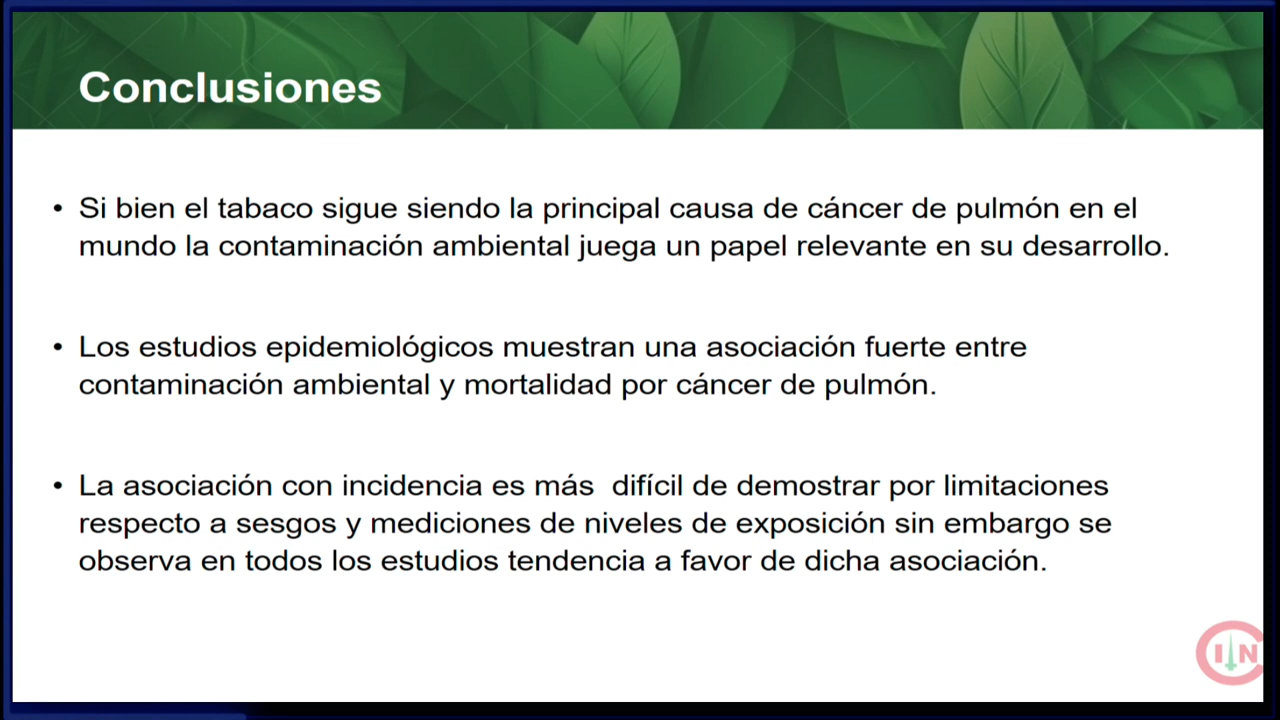 Conclusiones
• Si bien el tabaco sigue siendo la principal causa de cáncer de pulmón en el
mundo la contaminación ambiental juega un papel relevante en su desarrollo.
• Los estudios epidemiológicos muestran una asociación fuerte entre
contaminación ambiental y mortalidad por cáncer de pulmón.
• La asociación con incidencia es más  difícil de demostrar por limitaciones
respecto a sesgos y mediciones de niveles de exposición sin embargo se
observa en todos los estudios tendencia a favor de dicha asociación.
CIN